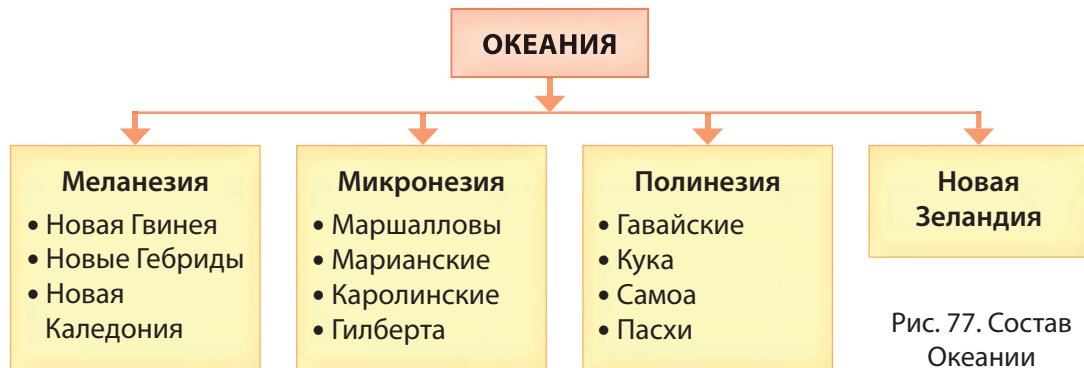 ОКЕАНИЯ
Меланезия
• Новая Гвинея
• Новые Гебриды
• Новая
Каледония
Микронезия
• Маршалловы
• Марианские
• Каролинские
• Гилберта
Полинезия
• Гавайские
• Кука
• Самоа
• Пасхи
Новая
Зеландия
Рис. 77. Состав
Океании